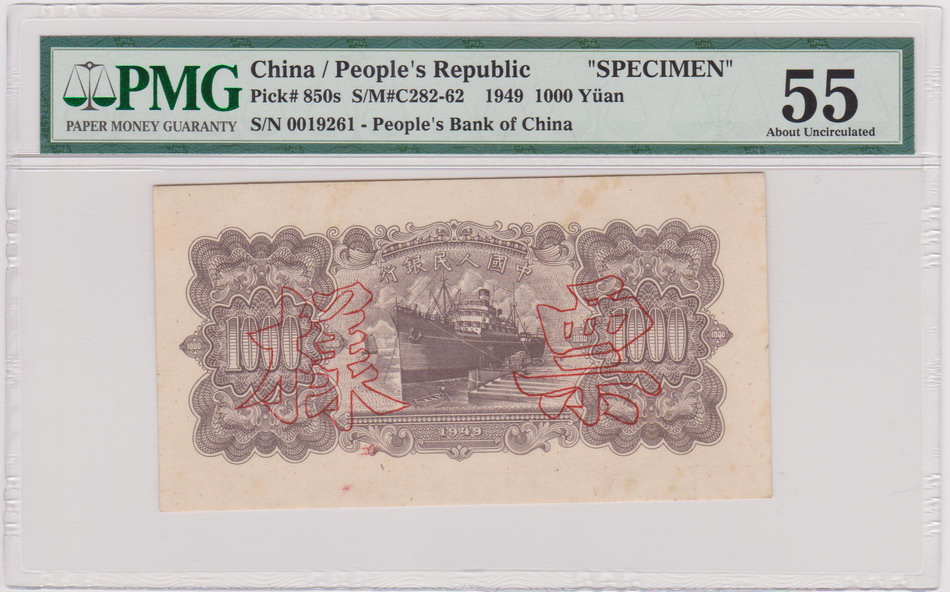 PMG
PAPER MONEY GUARANTY
China / People's Republic "SPECIMEN"
Pick# 850s S/M#C282-62 1949 1000 Yüan
S/N 0019261 - People's Bank of China
55
About Uncirculated
中國人民銀行
1000 1000
樣票
1949